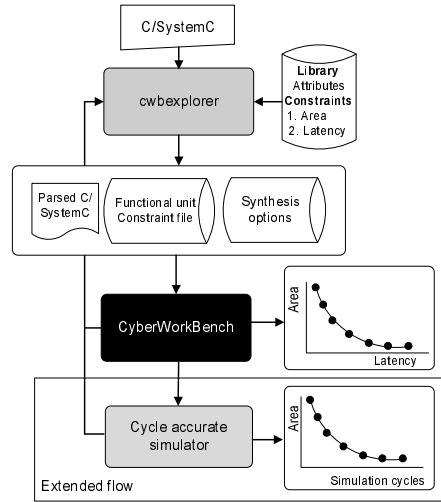 C/SystemC
cwbexplorer
Library
Attributes
Constraints
1. Area
2. Latency
Parsed C/
SystemC
Functional unit
Constraint file
Synthesis
options
CyberWorkBench
Area
Latency
Cycle accurate
simulator
Area
Simulation cycles
Extended flow